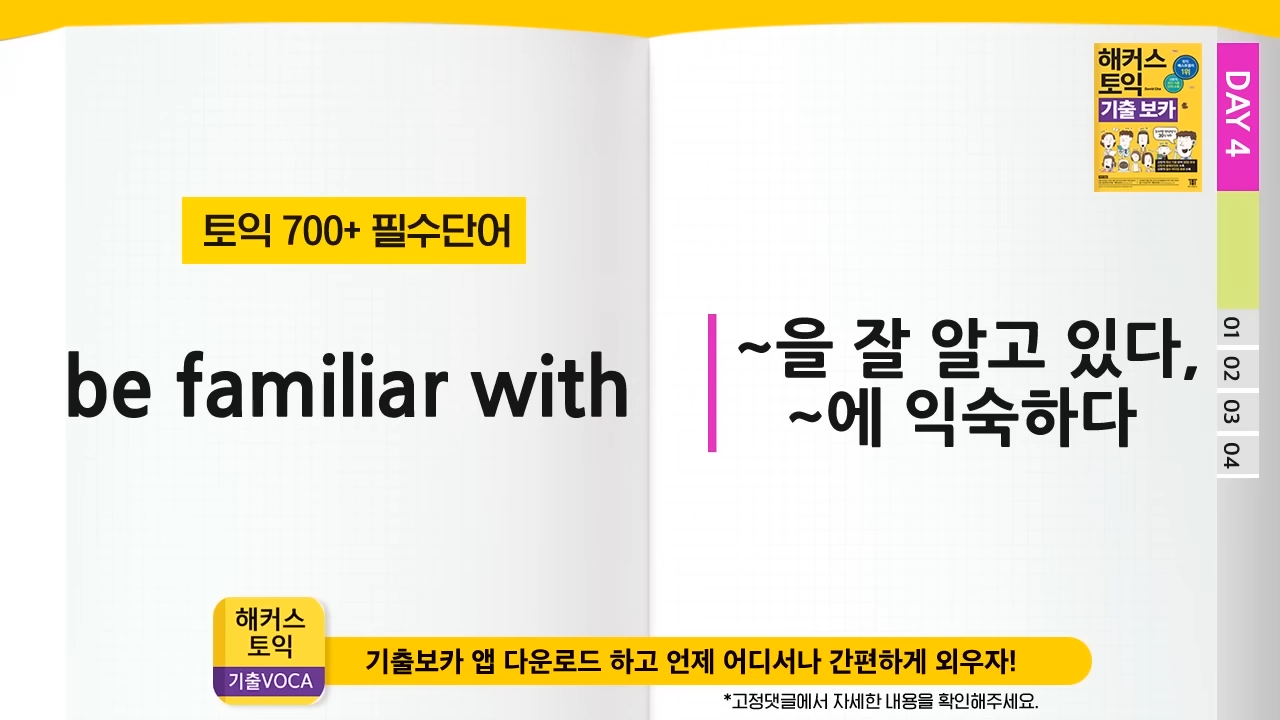 해커스
토익
기출 보카
DAY 4
토익 700+ 필수단어
be familiar with
~을 잘 알고 있다,
~에 익숙하다
01
02
03
04
해커스
토익
기출VOCA
기출보카 앱 다운로드 하고 언제 어디서나 간편하게 외우자!
*고정댓글에서 자세한 내용을 확인해주세요.